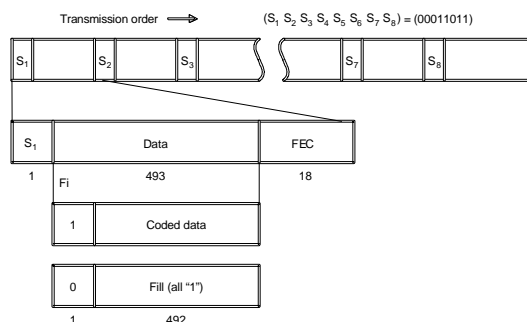 Transmission order (S1 S2 S3 S4 S5 S6 S7 S8) = (00011011)
S1 S2 S3 S7 S8
S1 Data FEC
1 493 18
Fi
1 Coded data
0 Fill (all “1”)
1 492